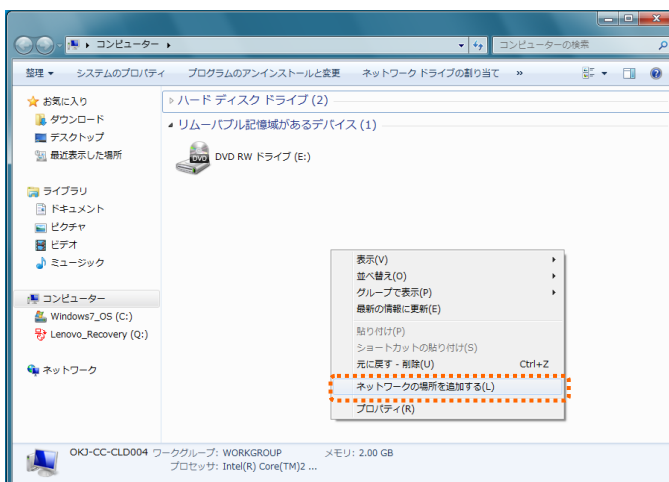 コンピューター
コンピューターの検索
整理 システムのプロパティ プログラムのアンインストールと変更 ネットワーク ドライブの割り当て »
お気に入り
ダウンロード
デスクトップ
最近表示した場所
ライブラリ
ドキュメント
ピクチャ
ビデオ
ミュージック
コンピューター
Windows7_OS (C:)
Lenovo_Recovery (Q:)
ネットワーク
ハード ディスク ドライブ (2)
リムーバブル記憶域があるデバイス (1)
DVD
DVD RW ドライブ (E:)
表示(V)
並べ替え(O)
グループで表示(P)
最新の情報に更新(E)
貼り付け(P)
ショートカットの貼り付け(S)
元に戻す - 削除(U) Ctrl+Z
ネットワークの場所を追加する(L)
プロパティ(R)
OKJ-CC-CLD004 ワークグループ: WORKGROUP メモリ: 2.00 GB
プロセッサ: Intel(R) Core(TM)2 ...